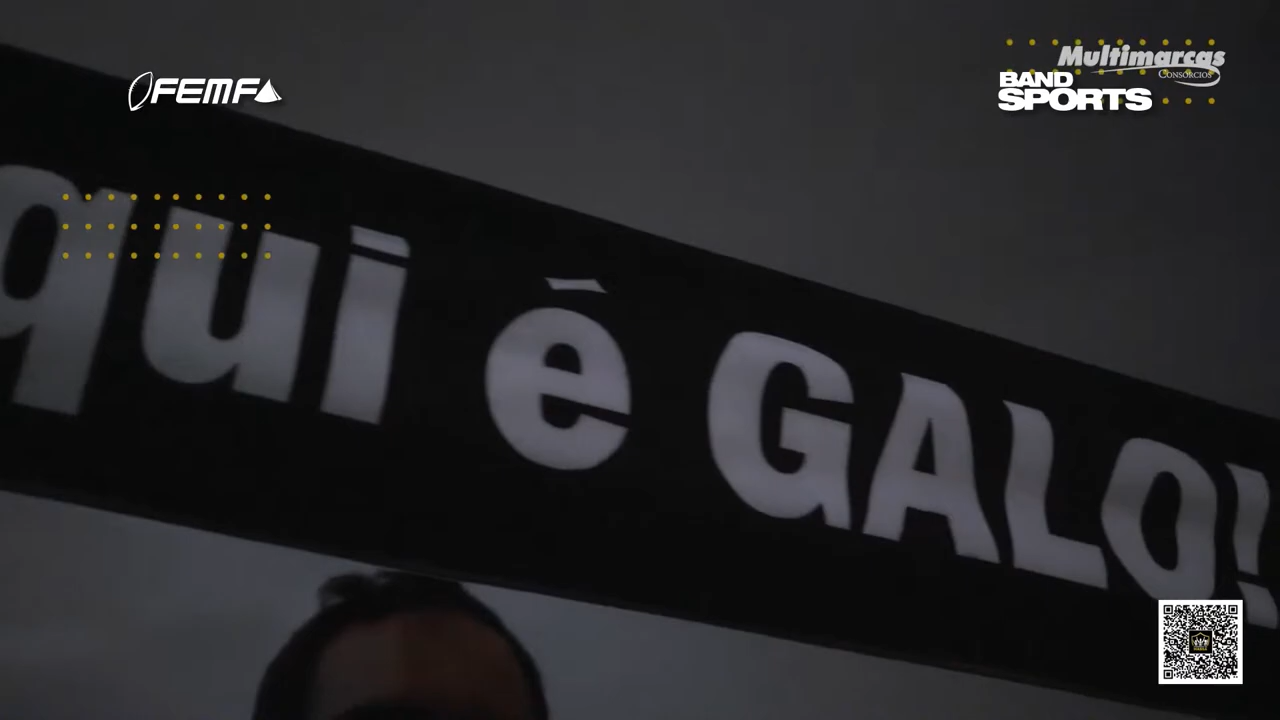 FEMFA
Multimarcas
CONSÓRCIOS
BAND
SPORTS
qui é GALO!